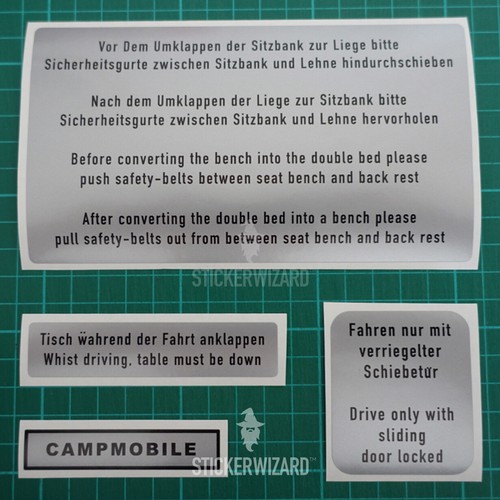 Vor Dem Umklappen der Sitzbank zur Liege bitte
Sicherheitsgurte zwischen Sitzbank und Lehne hindurchschieben
Nach dem Umklappen der Liege zur Sitzbank bitte
Sicherheitsgurte zwischen Sitzbank und Lehne hervorholen
Before converting the bench into the double bed please
push safety-belts between seat bench and back rest
After converting the double bed into a bench please
pull safety-belts out from between seat bench and back rest
STICKERWIZARD
Tisch während der Fahrt anklappen
Whist driving, table must be down
Fahren nur mit
verriegelter
Schiebetür
Drive only with
sliding
door locked
CAMPMOBILE
STICKERWIZARD™